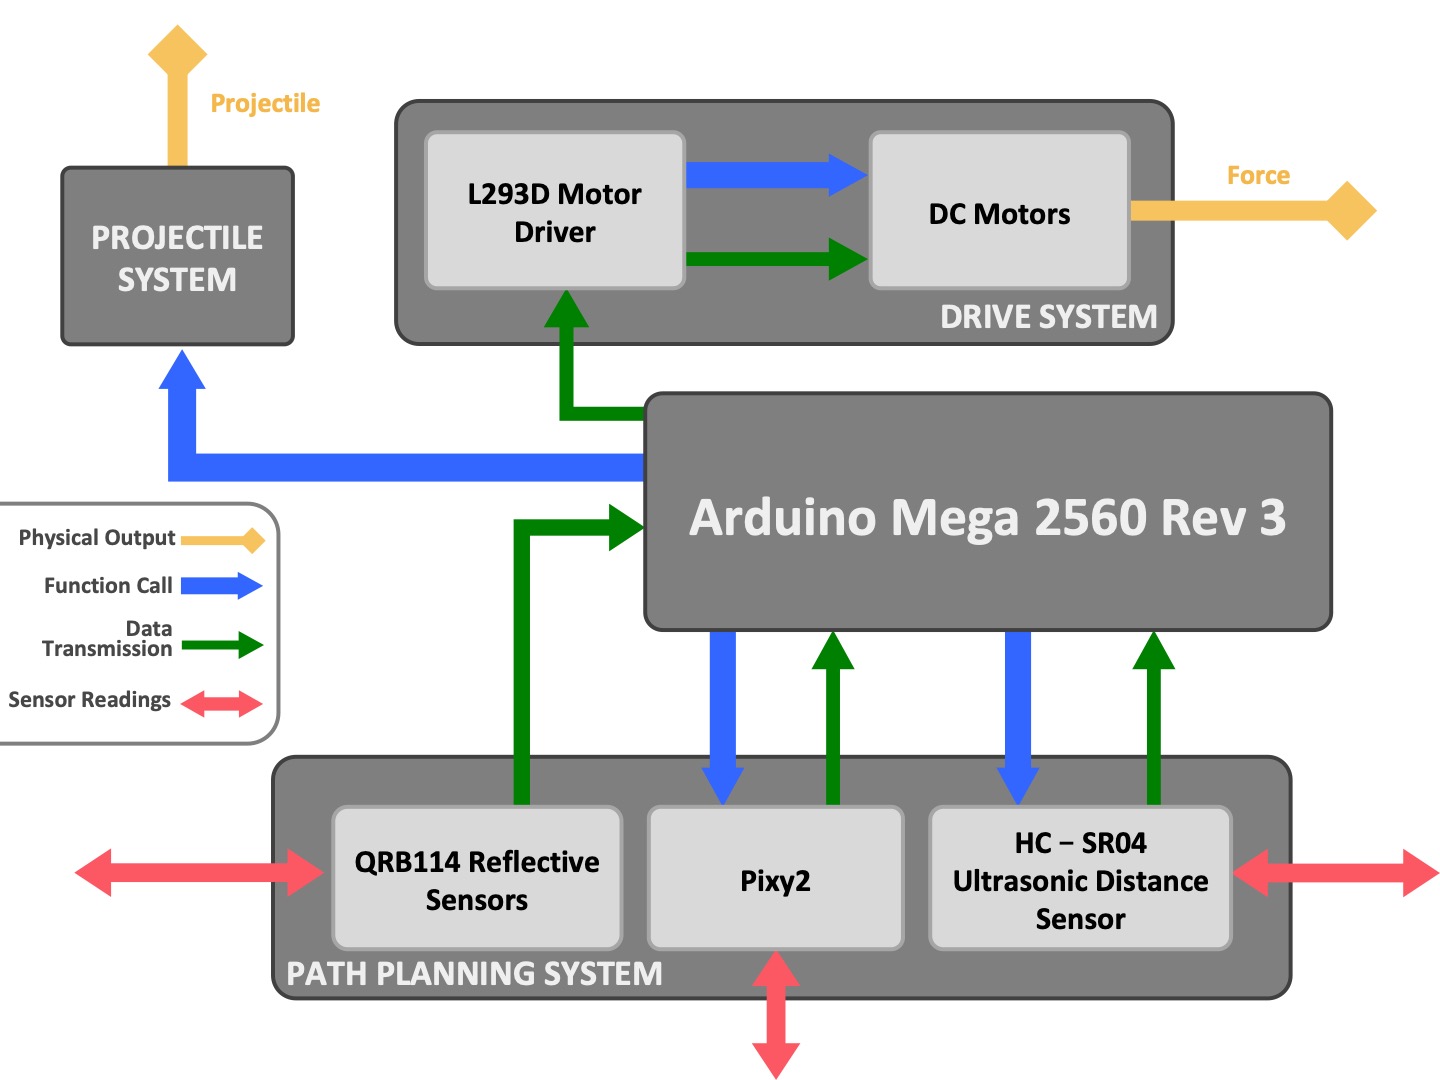 Projectile
PROJECTILE
SYSTEM
L293D Motor
Driver
DC Motors
Force
DRIVE SYSTEM
Arduino Mega 2560 Rev 3
Physical Output
Function Call
Data
Transmission
Sensor Readings
QRB114 Reflective
Sensors
Pixy2
HC – SR04
Ultrasonic Distance
Sensor
PATH PLANNING SYSTEM